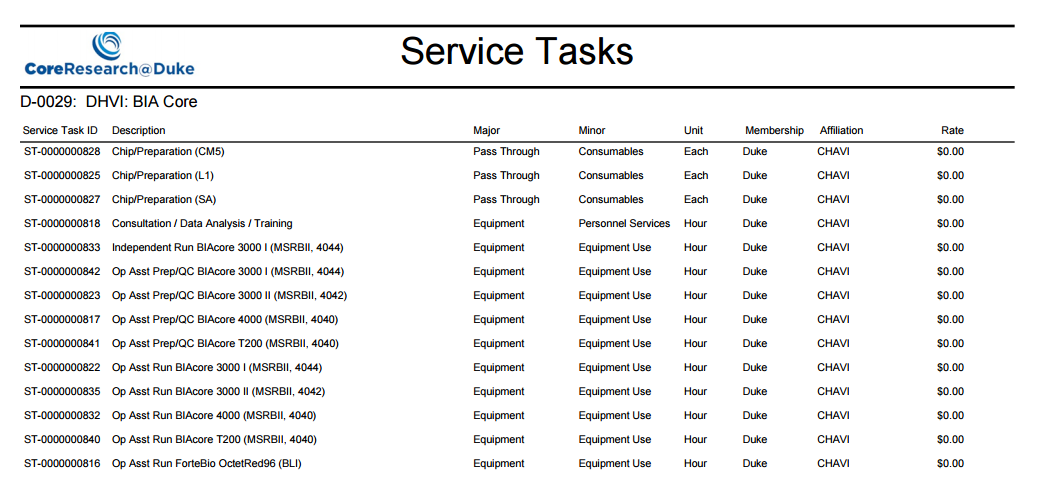 Service Tasks
CoreResearch@Duke
D-0029: DHVI: BIA Core
Service Task ID Description Major Minor Unit Membership Affiliation Rate
ST-0000000828 Chip/Preparation (CM5) Pass Through Consumables Each Duke CHAVI $0.00
ST-0000000825 Chip/Preparation (L1) Pass Through Consumables Each Duke CHAVI $0.00
ST-0000000827 Chip/Preparation (SA) Pass Through Consumables Each Duke CHAVI $0.00
ST-0000000818 Consultation / Data Analysis / Training Equipment Personnel Services Hour Duke CHAVI $0.00
ST-0000000833 Independent Run BIAcore 3000 I (MSRBII, 4044) Equipment Equipment Use Hour Duke CHAVI $0.00
ST-0000000842 Op Asst Prep/QC BIAcore 3000 I (MSRBII, 4044) Equipment Equipment Use Hour Duke CHAVI $0.00
ST-0000000823 Op Asst Prep/QC BIAcore 3000 II (MSRBII, 4042) Equipment Equipment Use Hour Duke CHAVI $0.00
ST-0000000817 Op Asst Prep/QC BIAcore 4000 (MSRBII, 4040) Equipment Equipment Use Hour Duke CHAVI $0.00
ST-0000000841 Op Asst Prep/QC BIAcore T200 (MSRBII, 4040) Equipment Equipment Use Hour Duke CHAVI $0.00
ST-0000000822 Op Asst Run BIAcore 3000 I (MSRBII, 4044) Equipment Equipment Use Hour Duke CHAVI $0.00
ST-0000000835 Op Asst Run BIAcore 3000 II (MSRBII, 4042) Equipment Equipment Use Hour Duke CHAVI $0.00
ST-0000000832 Op Asst Run BIAcore 4000 (MSRBII, 4040) Equipment Equipment Use Hour Duke CHAVI $0.00
ST-0000000840 Op Asst Run BIAcore T200 (MSRBII, 4040) Equipment Equipment Use Hour Duke CHAVI $0.00
ST-0000000816 Op Asst Run ForteBio OctetRed96 (BLI) Equipment Equipment Use Hour Duke CHAVI $0.00